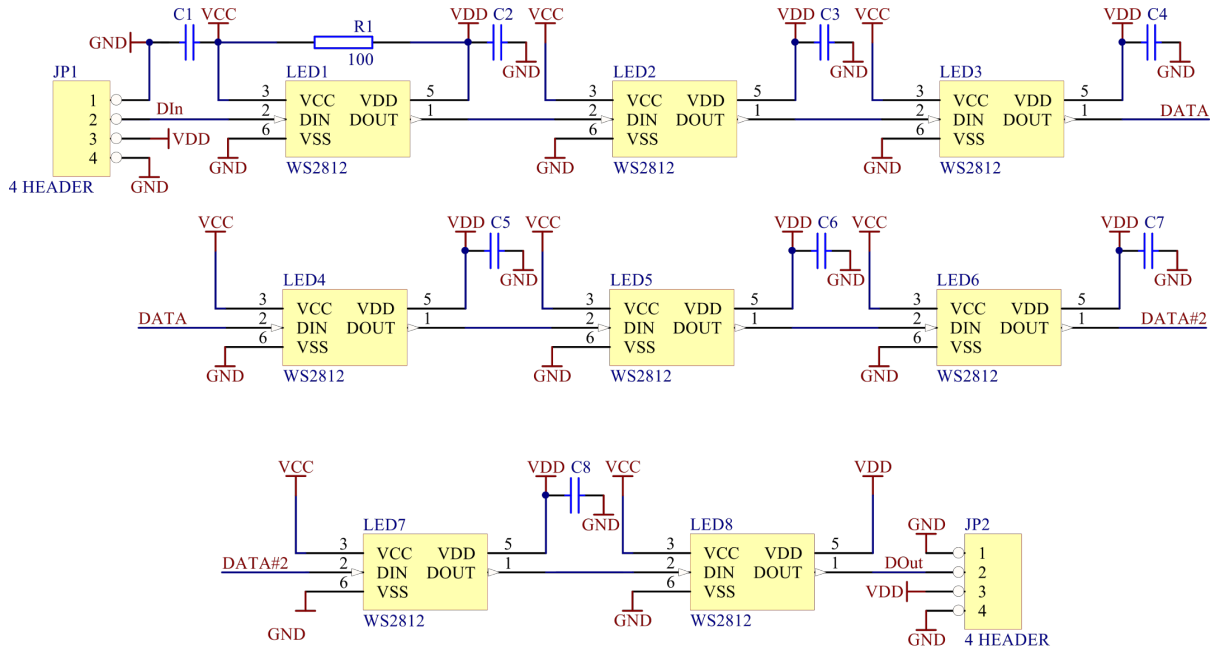 C1 VCC VDD C2 VCC VDD C3 VCC VDD C4
R1
GND
100
GND GND GND
JP1 LED1 LED2 LED3
1 3 VCC VDD 5 3 VCC VDD 5 3 VCC VDD 5
2 DIn 2 DIN DOUT 1 2 DIN DOUT 1 2 DIN DOUT 1 DATA
3 VDD 6 VSS 6 VSS 6 VSS
4
GND GND GND GND
4 HEADER WS2812 WS2812 WS2812
VCC VDD C5 VCC VDD C6 VCC VDD C7
GND GND GND
LED4 LED5 LED6
3 VCC VDD 5 3 VCC VDD 5 3 VCC VDD 5
DATA 2 DIN DOUT 1 2 DIN DOUT 1 2 DIN DOUT 1 DATA#2
6 VSS 6 VSS 6 VSS
GND WS2812 GND WS2812 GND WS2812
VCC VDD C8 VCC VDD
GND
LED7 LED8 GND JP2
3 VCC VDD 5 3 VCC VDD 5 1
DATA#2 2 DIN DOUT 1 2 DIN DOUT 1 DOut 2
6 VSS 6 VSS VDD 3
4
GND WS2812 GND WS2812 GND 4 HEADER